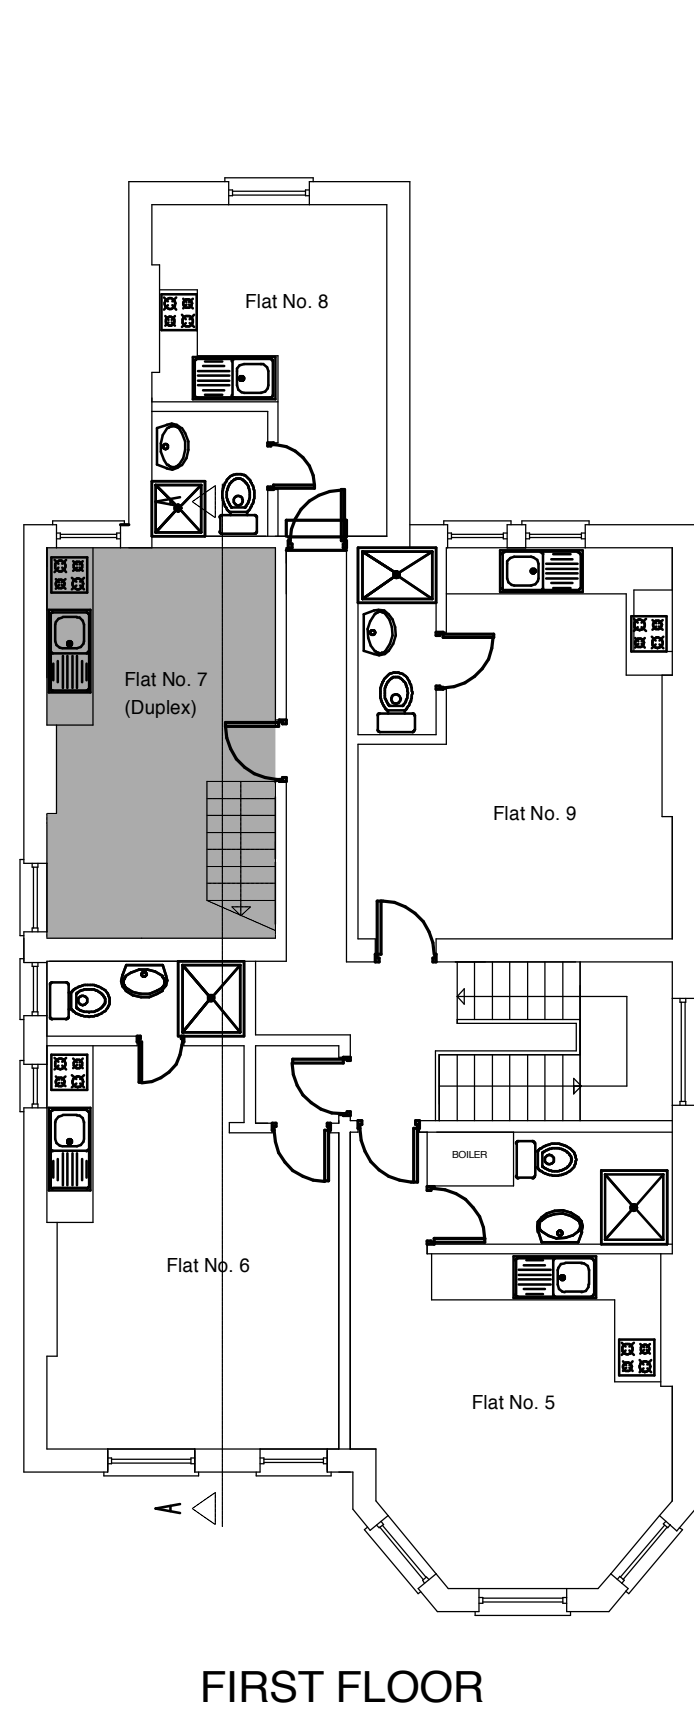 Flat No. 8
Flat No. 7
(Duplex)
Flat No. 9
BOILER
Flat No. 6
Flat No. 5
A
FIRST FLOOR